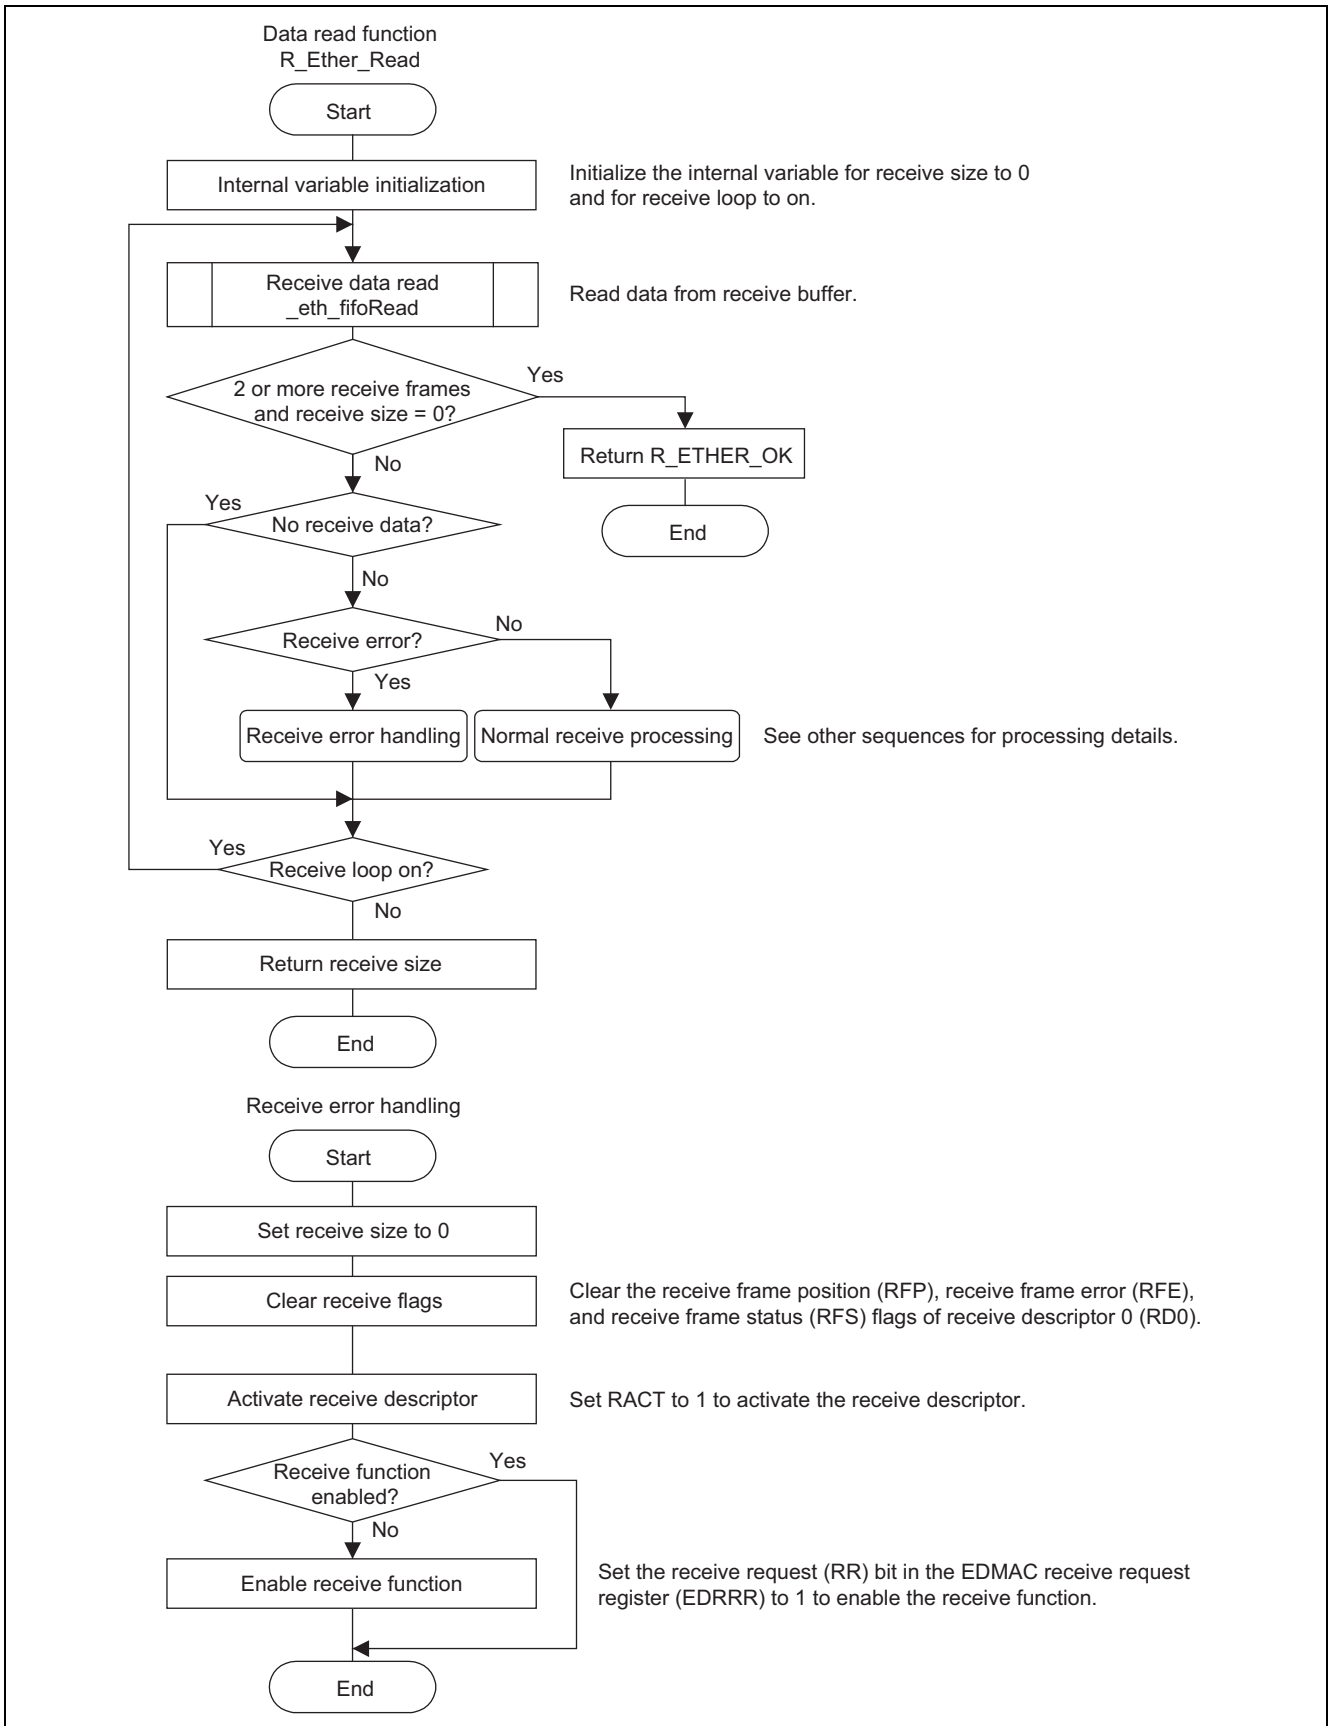 Data read function
R_Ether_Read
Start
Internal variable initialization
Initialize the internal variable for receive size to 0
and for receive loop to on.
Receive data read
_eth_fifoRead
Read data from receive buffer.
2 or more receive frames
and receive size = 0?
Yes
Return R_ETHER_OK
End
No
Yes
No receive data?
No
Receive error?
No
Yes
Receive error handling
Normal receive processing
See other sequences for processing details.
Yes
Receive loop on?
No
Return receive size
End
Receive error handling
Start
Set receive size to 0
Clear receive flags
Clear the receive frame position (RFP), receive frame error (RFE),
and receive frame status (RFS) flags of receive descriptor 0 (RD0).
Activate receive descriptor
Set RACT to 1 to activate the receive descriptor.
Receive function
enabled?
Yes
No
Enable receive function
Set the receive request (RR) bit in the EDMAC receive request
register (EDRRR) to 1 to enable the receive function.
End